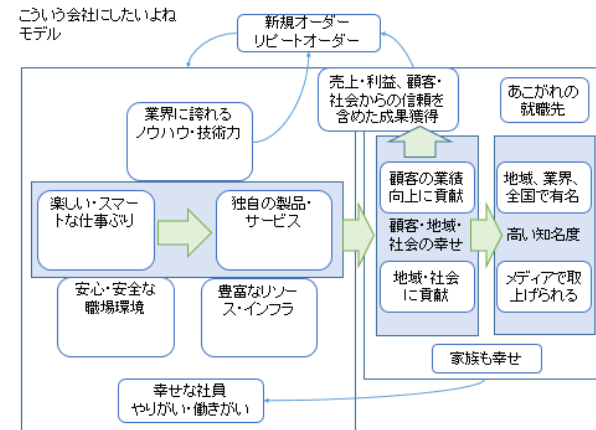 こういう会社にしたいよね
モデル
新規オーダー
リピートオーダー
売上・利益、顧客・
社会からの信頼を
含めた成果獲得
あこがれの
就職先
業界に誇れる
ノウハウ・技術力
楽しい・スマー
トな仕事ぶり
独自の製品・
サービス
顧客の業績
向上に貢献
顧客・地域・
社会の幸せ
地域・社会
に貢献
地域、業界、
全国で有名
高い知名度
メディアで取
上げられる
安心・安全な
職場環境
豊富なリソー
ス・インフラ
家族も幸せ
幸せな社員
やりがい・働きがい